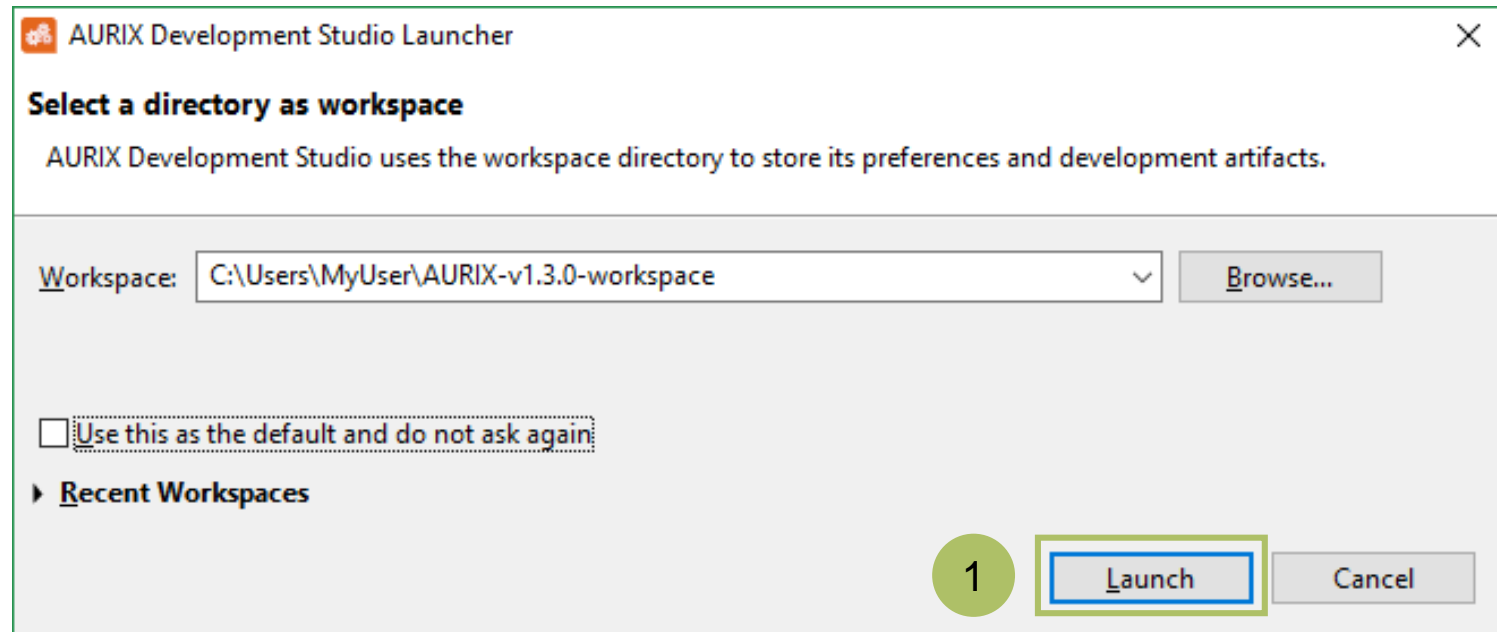 AURIX Development Studio Launcher
Select a directory as workspace
AURIX Development Studio uses the workspace directory to store its preferences and development artifacts.
Workspace: C:\Users\MyUser\AURIX-v1.3.0-workspace Browse...
Use this as the default and do not ask again
Recent Workspaces
1 Launch Cancel